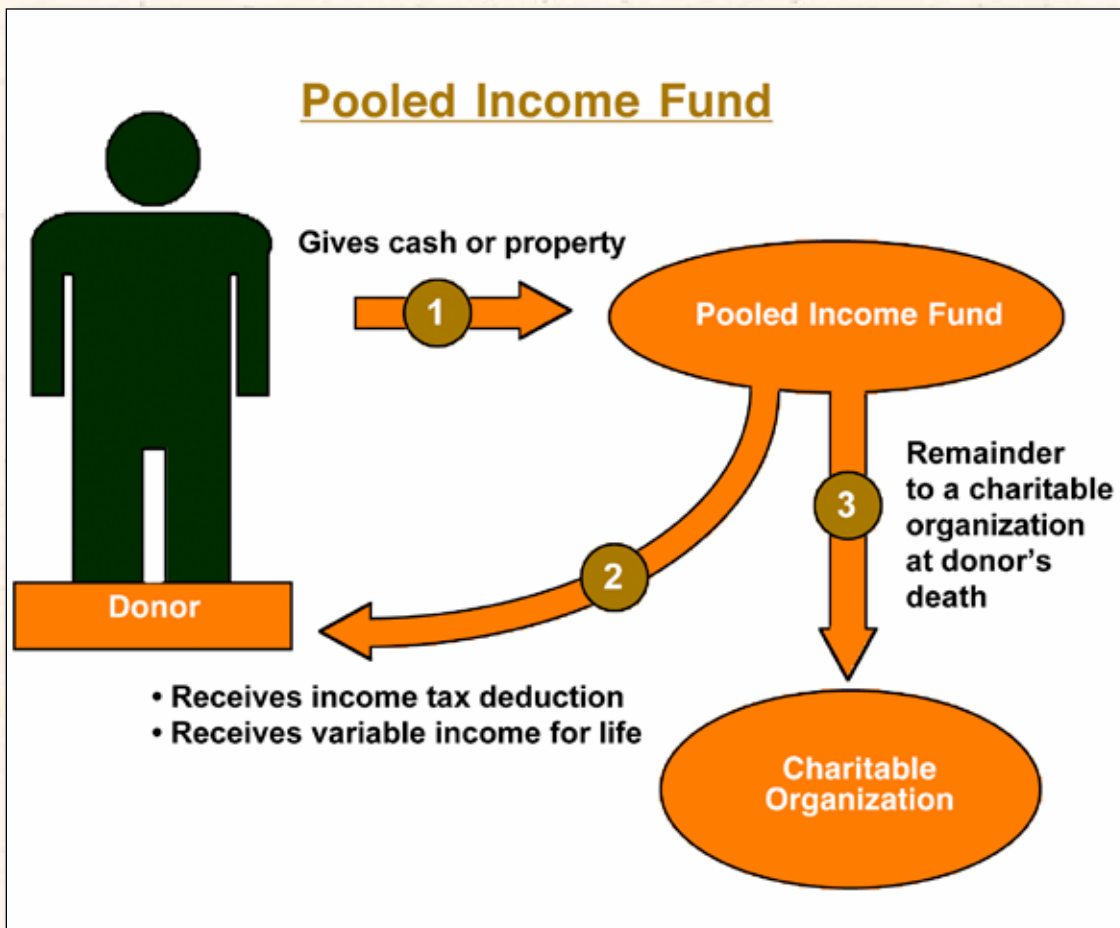 Pooled Income Fund
Gives cash or property
1
Pooled Income Fund
Remainder
to a charitable
organization
at donor's
death
3
2
Donor
• Receives income tax deduction
• Receives variable income for life
Charitable
Organization